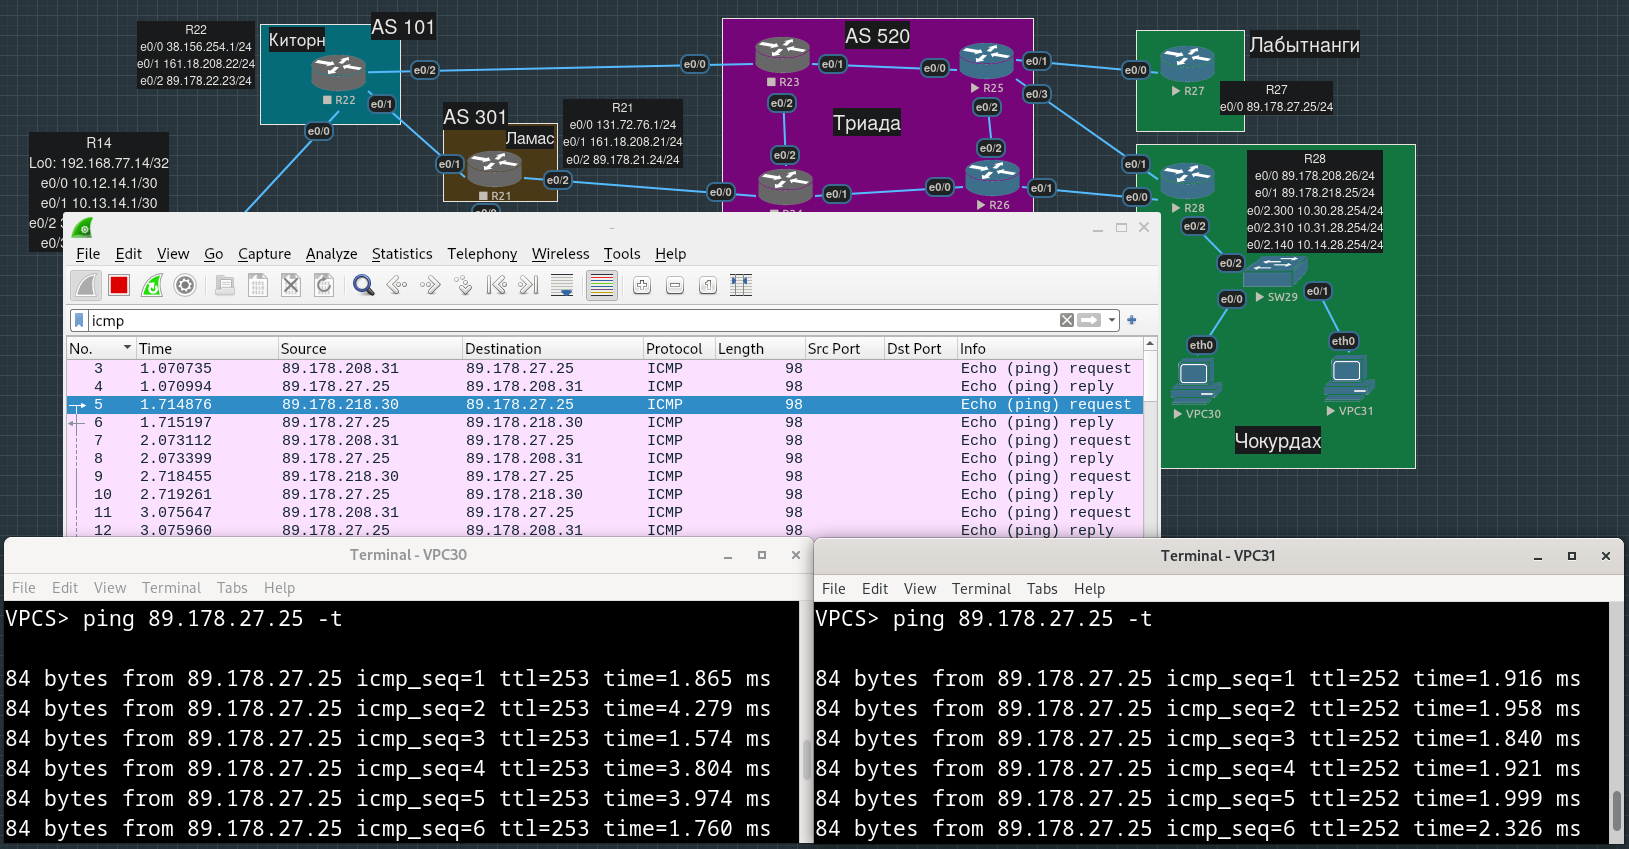 R22
e0/0 38.156.254.1/24
e0/1 161.18.208.22/24
e0/2 89.178.22.23/24
Киторн
AS 101
R22
e0/2
e0/1
e0/0
R14
Lo0: 192.168.77.14/32
e0/0 10.12.14.1/30
e0/1 10.13.14.1/30
e0/2
AS 301
Ламас
e0/1
R21
e0/2
R21
e0/0 131.72.76.1/24
e0/1 161.18.208.21/24
e0/2 89.178.21.24/24
AS 520
Триада
e0/0
R23
e0/1
e0/2
e0/0
R25
e0/1
e0/3
e0/2
e0/2
e0/0
e0/1
e0/2
e0/0
R26
e0/1
Лабытнанги
e0/0
R27
R27
e0/0 89.178.27.25/24
e0/1
e0/0
R28
e0/2
R28
e0/0 89.178.208.26/24
e0/1 89.178.218.25/24
e0/2.300 10.30.28.254/24
e0/2.310 10.31.28.254/24
e0/2.140 10.14.28.254/24
e0/2
SW29
e0/0
e0/1
eth0
eth0
VPC30
VPC31
Чокурдах
File Edit View Go Capture Analyze Statistics Telephony Wireless Tools Help
icmp
No. Time Source Destination Protocol Length Src Port Dst Port Info
3 1.070735 89.178.208.31 89.178.27.25 ICMP 98 Echo (ping) request
4 1.070994 89.178.27.25 89.178.208.31 ICMP 98 Echo (ping) reply
5 1.714876 89.178.218.30 89.178.27.25 ICMP 98 Echo (ping) request
6 1.715197 89.178.27.25 89.178.218.30 ICMP 98 Echo (ping) reply
7 2.073112 89.178.208.31 89.178.27.25 ICMP 98 Echo (ping) request
8 2.073399 89.178.27.25 89.178.208.31 ICMP 98 Echo (ping) reply
9 2.718455 89.178.218.30 89.178.27.25 ICMP 98 Echo (ping) request
10 2.719261 89.178.27.25 89.178.218.30 ICMP 98 Echo (ping) reply
11 3.075647 89.178.208.31 89.178.27.25 ICMP 98 Echo (ping) request
12 3.075960 89.178.27.25 89.178.208.31 ICMP 98 Echo (ping) reply
Terminal - VPC30
File Edit View Terminal Tabs Help
VPCS> ping 89.178.27.25 -t
84 bytes from 89.178.27.25 icmp_seq=1 ttl=253 time=1.865 ms
84 bytes from 89.178.27.25 icmp_seq=2 ttl=253 time=4.279 ms
84 bytes from 89.178.27.25 icmp_seq=3 ttl=253 time=1.574 ms
84 bytes from 89.178.27.25 icmp_seq=4 ttl=253 time=3.804 ms
84 bytes from 89.178.27.25 icmp_seq=5 ttl=253 time=3.974 ms
84 bytes from 89.178.27.25 icmp_seq=6 ttl=253 time=1.760 ms
Terminal - VPC31
File Edit View Terminal Tabs Help
VPCS> ping 89.178.27.25 -t
84 bytes from 89.178.27.25 icmp_seq=1 ttl=252 time=1.916 ms
84 bytes from 89.178.27.25 icmp_seq=2 ttl=252 time=1.958 ms
84 bytes from 89.178.27.25 icmp_seq=3 ttl=252 time=1.840 ms
84 bytes from 89.178.27.25 icmp_seq=4 ttl=252 time=1.921 ms
84 bytes from 89.178.27.25 icmp_seq=5 ttl=252 time=1.999 ms
84 bytes from 89.178.27.25 icmp_seq=6 ttl=252 time=2.326 ms